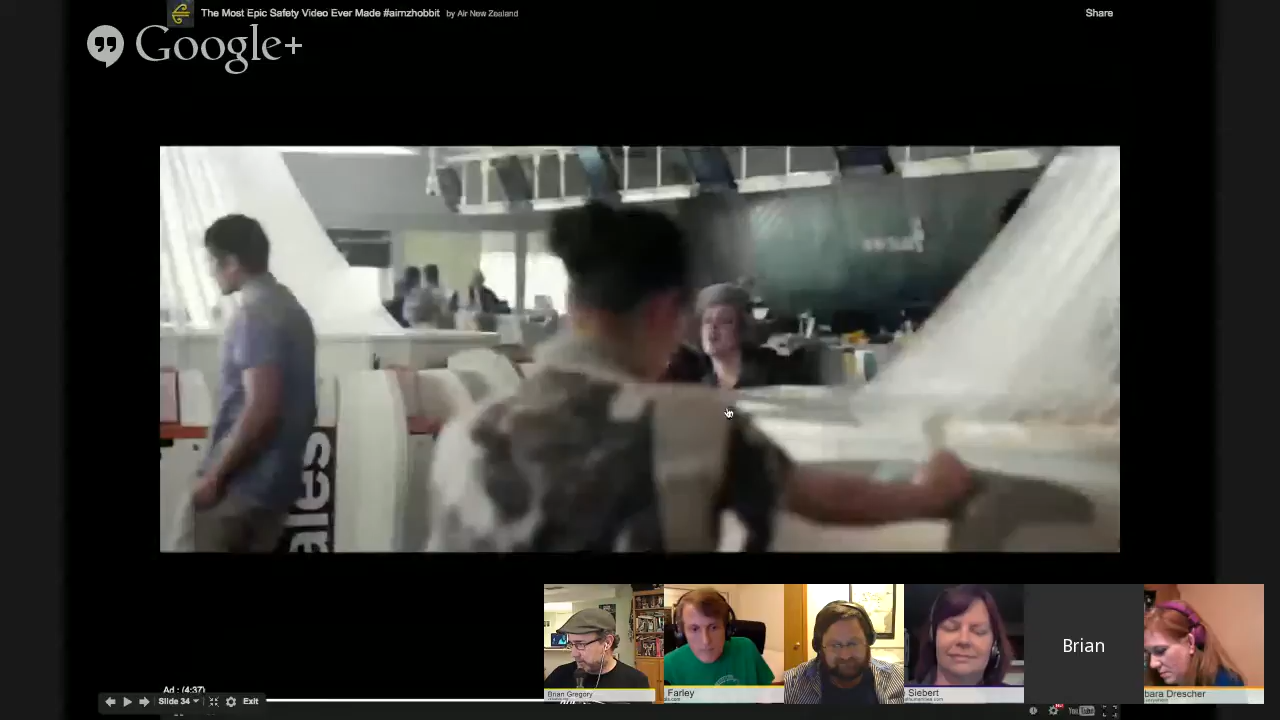 The Most Epic Safety Video Ever Made #airnzhobbit by Air New Zealand
Share
Google+
ales
Brian Gregory
Farley
Siebert
Brian
bara Drescher
Ad : (4:37)
Slide 34
Exit
YouTube